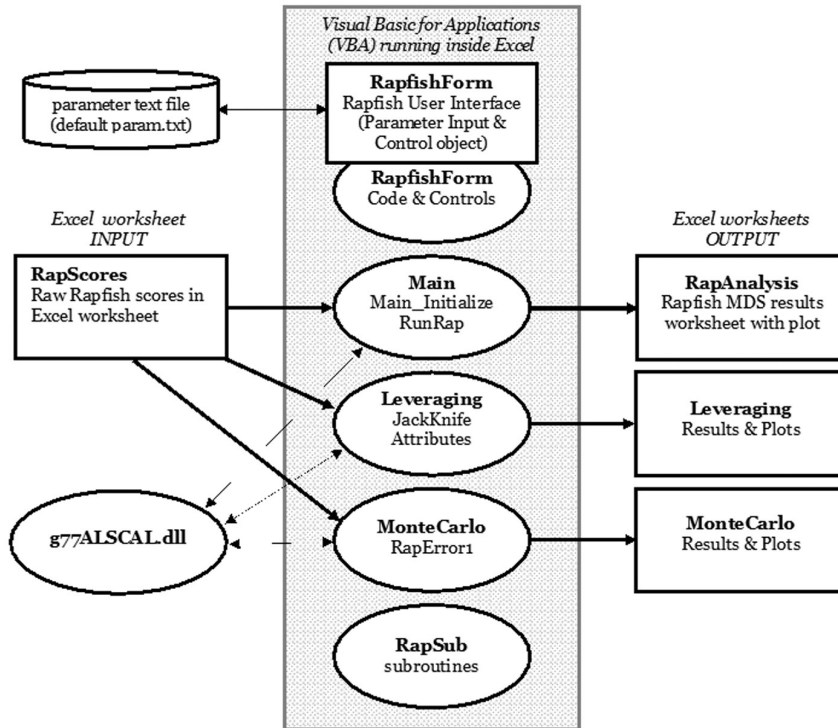 Visual Basic for Applications
(VBA) running inside Excel
parameter text file
(default param.txt)
RapfishForm
Rapfish User Interface
(Parameter Input &
Control object)
RapfishForm
Code & Controls
Excel worksheet
INPUT
Excel worksheets
OUTPUT
RapScores
Raw Rapfish scores in
Excel worksheet
Main
Main_Initialize
RunRap
RapAnalysis
Rapfish MDS results
worksheet with plot
Leveraging
JackKnife
Attributes
Leveraging
Results & Plots
g77ALSCAL.dll
MonteCarlo
RapError1
MonteCarlo
Results & Plots
RapSub
subroutines